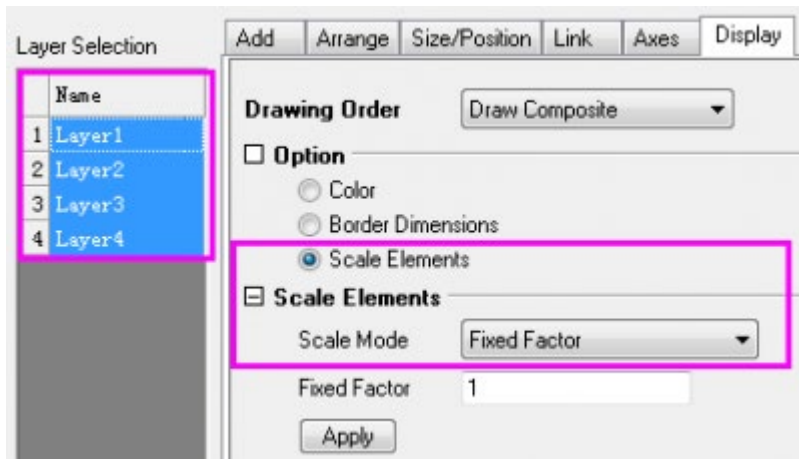 Layer Selection
Name
1 Layer1
2 Layer2
3 Layer3
4 Layer4
Add Arrange Size/Position Link Axes Display
Drawing Order Draw Composite
Option
Color
Border Dimensions
Scale Elements
Scale Elements
Scale Mode Fixed Factor
Fixed Factor 1
Apply